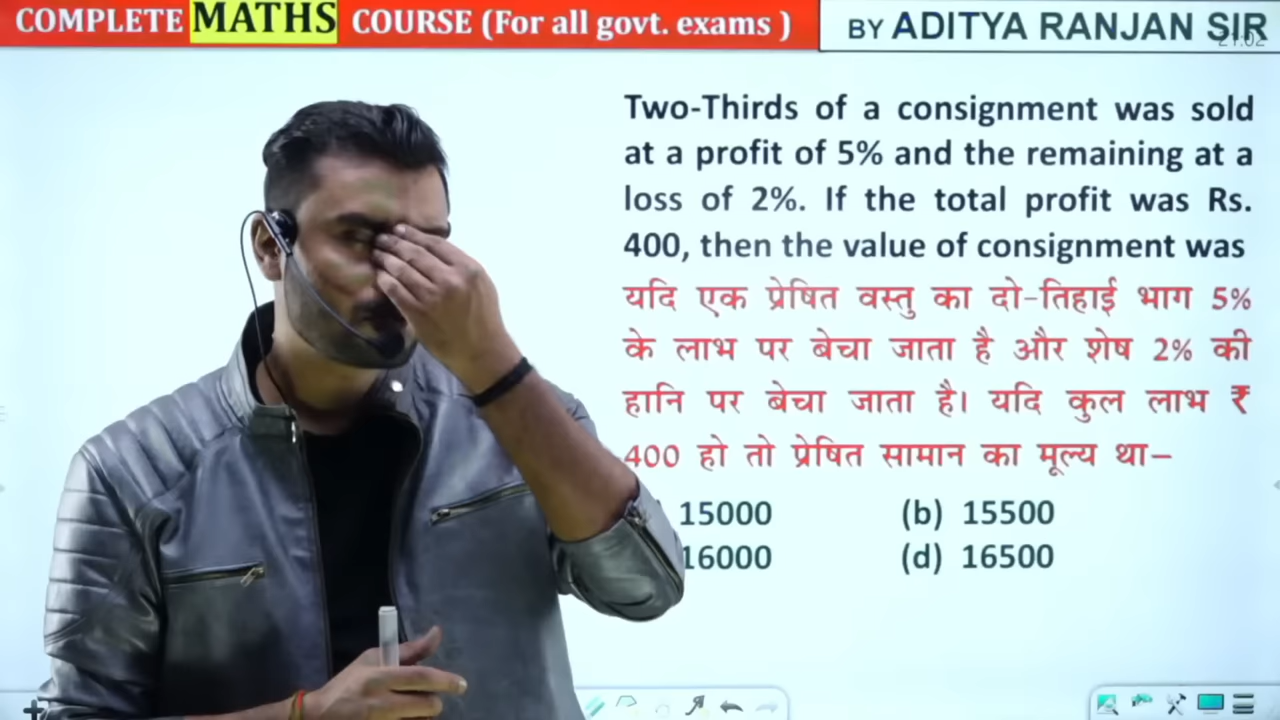 COMPLETE MATHS COURSE (For all govt. exams )
BY ADITYA RANJAN SIR
21:02
Two-Thirds of a consignment was sold
at a profit of 5% and the remaining at a
loss of 2%. If the total profit was Rs.
400, then the value of consignment was
यदि एक प्रेषित वस्तु का दो-तिहाई भाग 5%
के लाभ पर बेचा जाता है और शेष 2% की
हानि पर बेचा जाता है। यदि कुल लाभ ₹
400 हो तो प्रेषित सामान का मूल्य था–
) 15000 (b) 15500
16000 (d) 16500